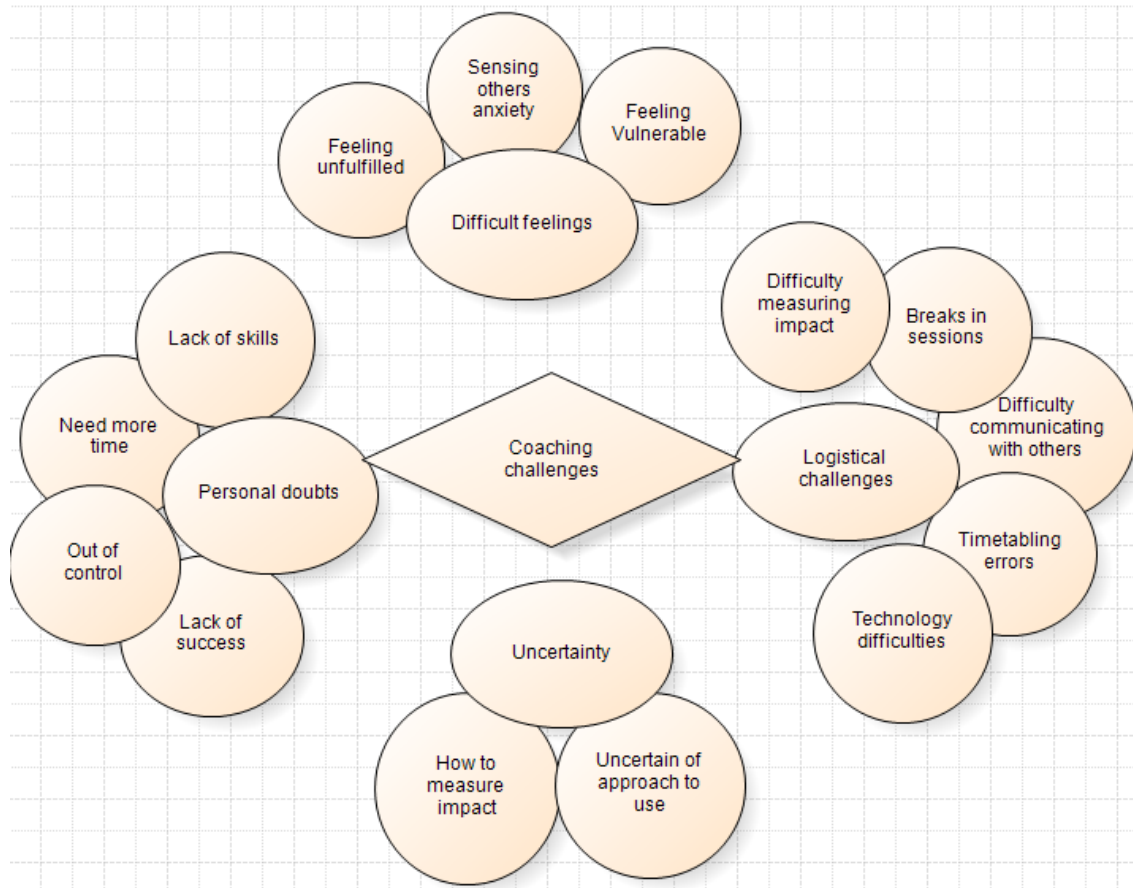 Sensing
others
anxiety
Feeling
Vulnerable
Feeling
unfulfilled
Difficult feelings
Difficulty
measuring
impact
Breaks in
sessions
Difficulty
communicating
with others
Logistical
challenges
Timetabling
errors
Technology
difficulties
Coaching
challenges
Lack of skills
Need more
time
Personal doubts
Out of
control
Lack of
success
Uncertainty
How to
measure
impact
Uncertain of
approach to
use